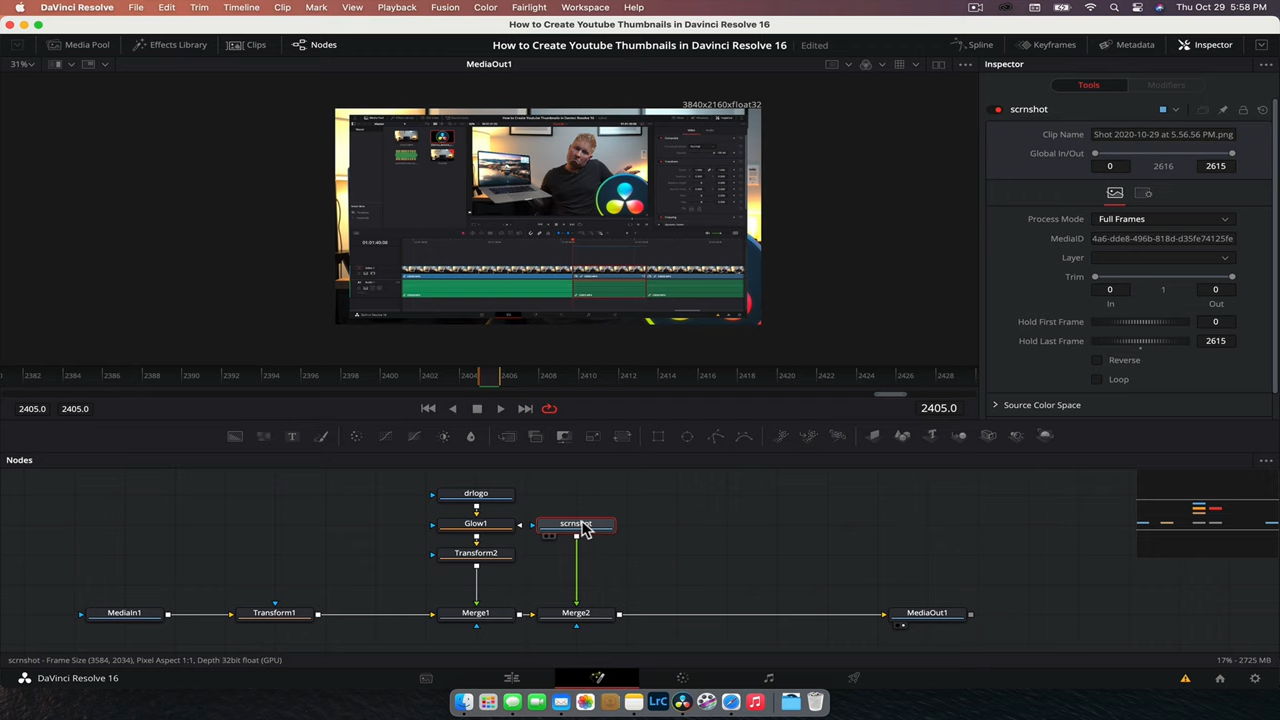 DaVinci Resolve File Edit Trim Timeline Clip Mark View Playback Fusion Color Fairlight Workspace Help Thu Oct 29 5:58 PM
How to Create Youtube Thumbnails in Davinci Resolve 16
Media Pool Effects Library Clips Nodes How to Create Youtube Thumbnails in Davinci Resolve 16 Edited Spline Keyframes Metadata Inspector
31% MediaOut1 Inspector
Tools Modifiers
3840x2160xfloat32
scrnshot
Clip Name Shot 2020-10-29 at 5.56.56 PM.png
Global In/Out
0 2616 2615
Process Mode Full Frames
MediaID 4a6-dde8-496b-818d-d35fe74125fe
Layer
Trim
0 1 0
In Out
Hold First Frame 0
Hold Last Frame 2615
Reverse
Loop
Source Color Space
2382 2384 2386 2388 2390 2392 2394 2396 2398 2400 2402 2404 2406 2408 2410 2412 2414 2416 2418 2420 2422 2424 2426 2428
2405.0 2405.0 2405.0
Nodes
drlogo
Glow1 scrnshot
Transform2
MediaIn1 Transform1 Merge1 Merge2 MediaOut1
scrnshot - Frame Size (3584, 2034), Pixel Aspect 1:1, Depth 32bit float (GPU) 17% - 2725 MB
DaVinci Resolve 16
LrC